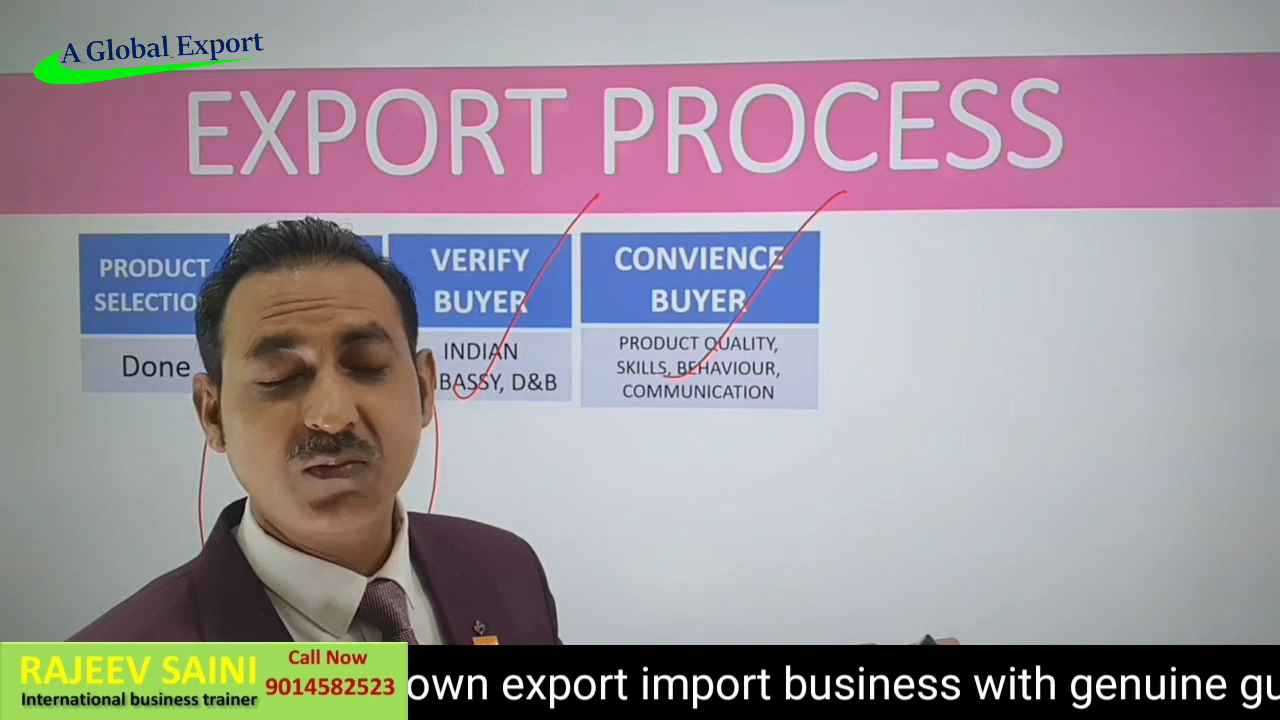 A Global Export
EXPORT PROCESS
PRODUCT
SELECTIO
Done
VERIFY
BUYER
INDIAN
BASSY, D&B
CONVIENCE
BUYER
PRODUCT QUALITY,
SKILLS, BEHAVIOUR,
COMMUNICATION
RAJEEV SAINI
International business trainer
Call Now
9014582523
own export import business with genuine gu